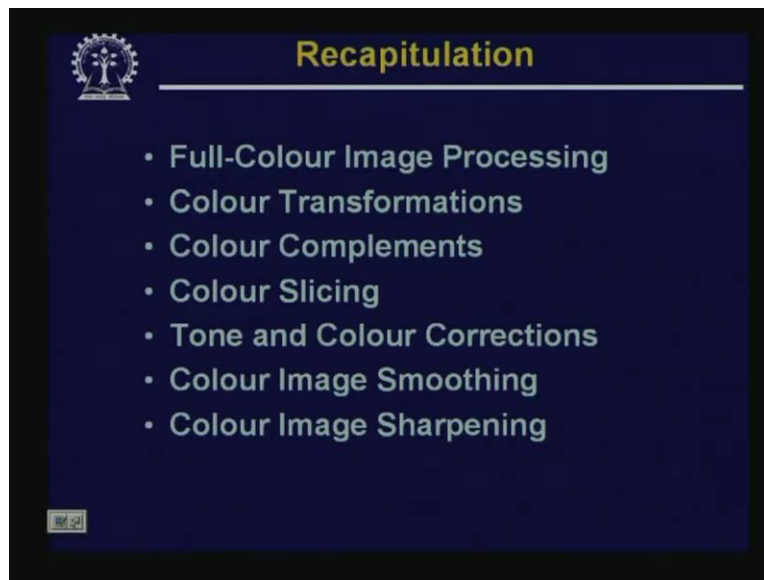 Recapitulation
• Full-Colour Image Processing
• Colour Transformations
• Colour Complements
• Colour Slicing
• Tone and Colour Corrections
• Colour Image Smoothing
• Colour Image Sharpening